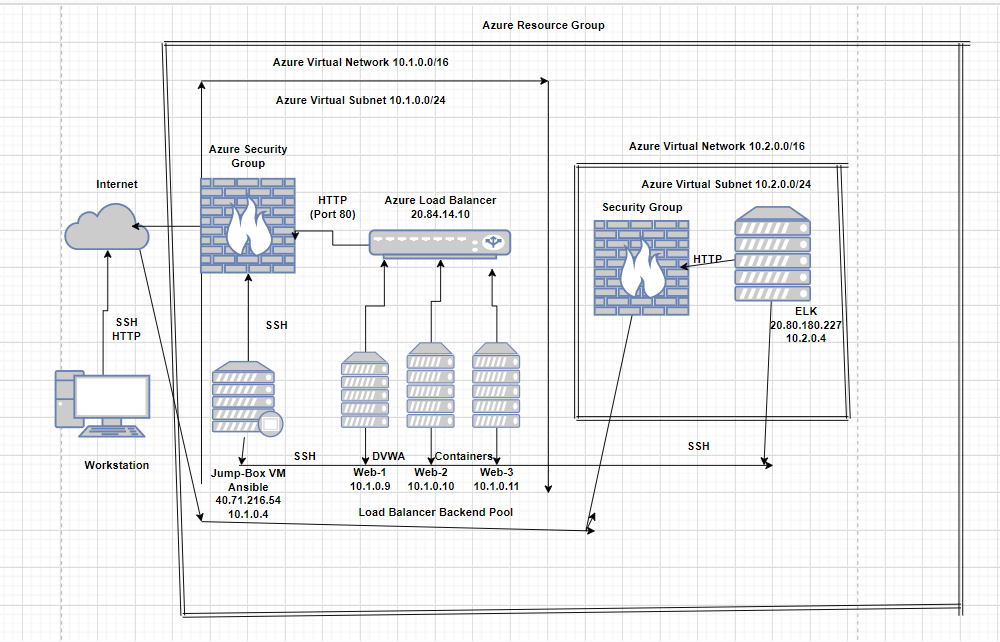 Azure Resource Group
Azure Virtual Network 10.1.0.0/16
Azure Virtual Subnet 10.1.0.0/24
Azure Security
Group
Internet
HTTP
(Port 80)
Azure Load Balancer
20.84.14.10
Azure Virtual Network 10.2.0.0/16
Azure Virtual Subnet 10.2.0.0/24
Security Group
HTTP
ELK
20.80.180.227
10.2.0.4
SSH
HTTP
SSH
Workstation
SSH
DVWA
Containers
SSH
Jump-Box VM
Ansible
40.71.216.54
10.1.0.4
Web-1
10.1.0.9
Web-2
10.1.0.10
Web-3
10.1.0.11
Load Balancer Backend Pool